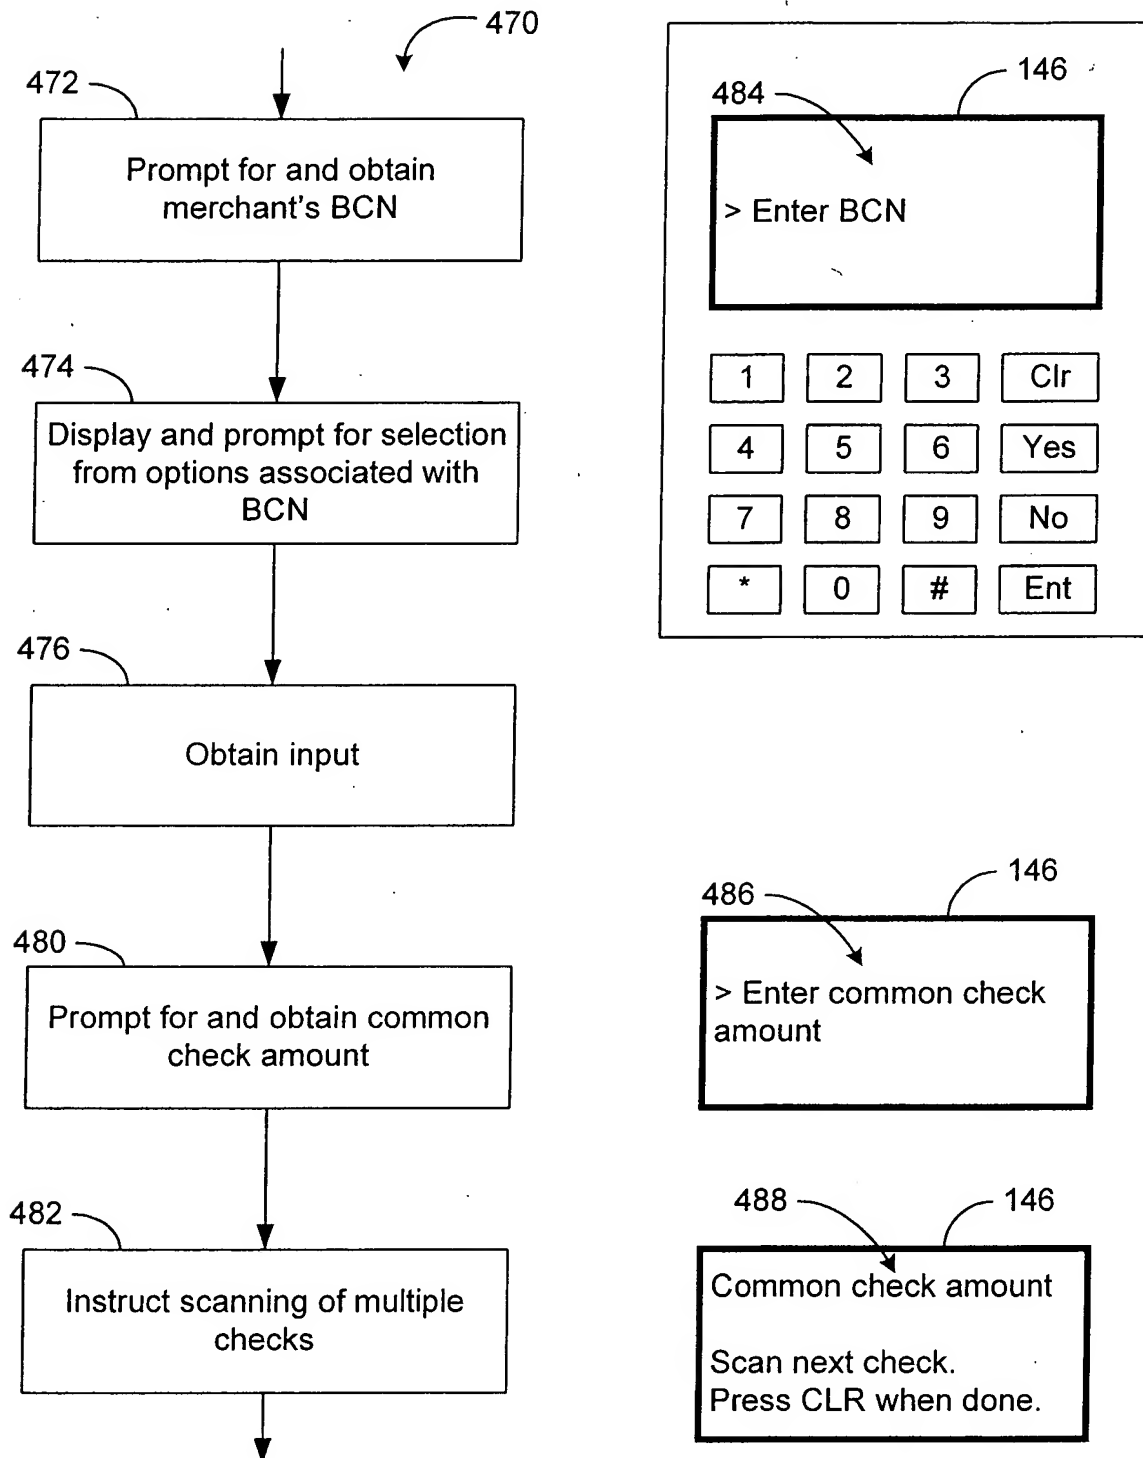 470
472
Prompt for and obtain
merchant's BCN
474
Display and prompt for selection
from options associated with
BCN
476
Obtain input
480
Prompt for and obtain common
check amount
482
Instruct scanning of multiple
checks
484
146
> Enter BCN
1 2 3 Clr
4 5 6 Yes
7 8 9 No
* 0 # Ent
486
146
> Enter common check
amount
488
146
Common check amount
Scan next check.
Press CLR when done.